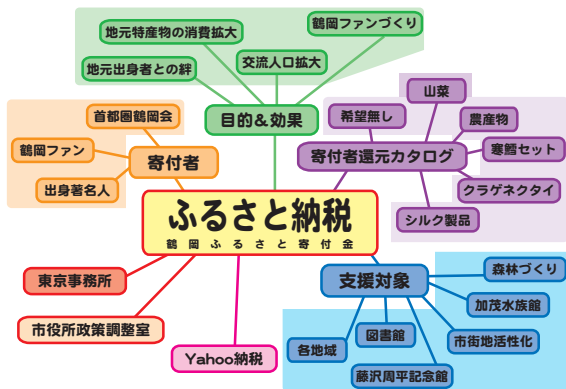 地元特産物の消費拡大
鶴岡ファンづくり
地元出身者との絆
交流人口拡大
目的&効果
首都圏鶴岡会
鶴岡ファン
寄付者
出身著名人
山菜
希望無し
農産物
寄付者還元カタログ
寒鱈セット
クラゲネクタイ
シルク製品
ふるさと納税
鶴岡ふるさと寄付金
東京事務所
市役所政策調整室
Yahoo納税
支援対象
森林づくり
加茂水族館
市街地活性化
図書館
各地域
藤沢周平記念館